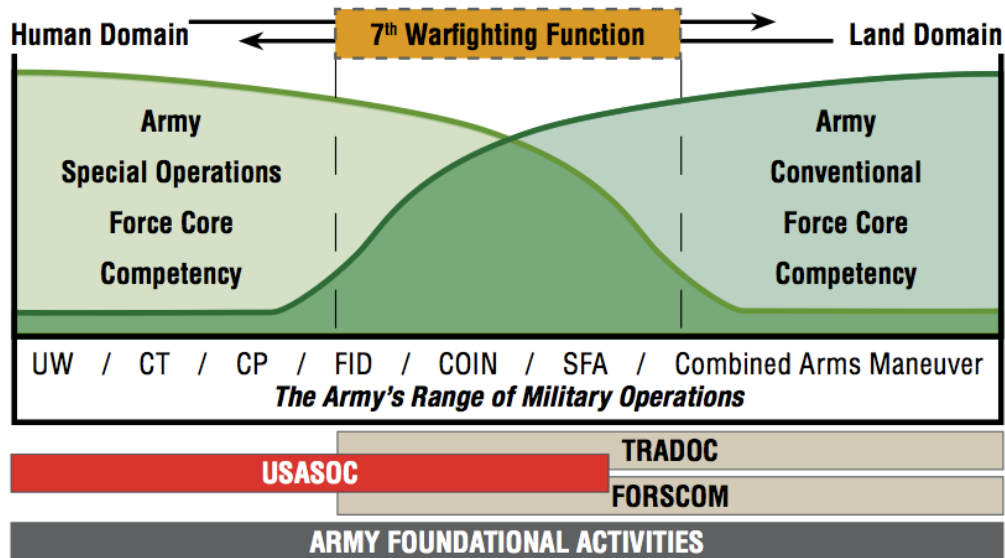 Human Domain
7th Warfighting Function
Land Domain
Army
Special Operations
Force Core
Competency
Army
Conventional
Force Core
Competency
UW / CT / CP / FID / COIN / SFA / Combined Arms Maneuver
The Army's Range of Military Operations
TRADOC
USASOC
FORSCOM
ARMY FOUNDATIONAL ACTIVITIES